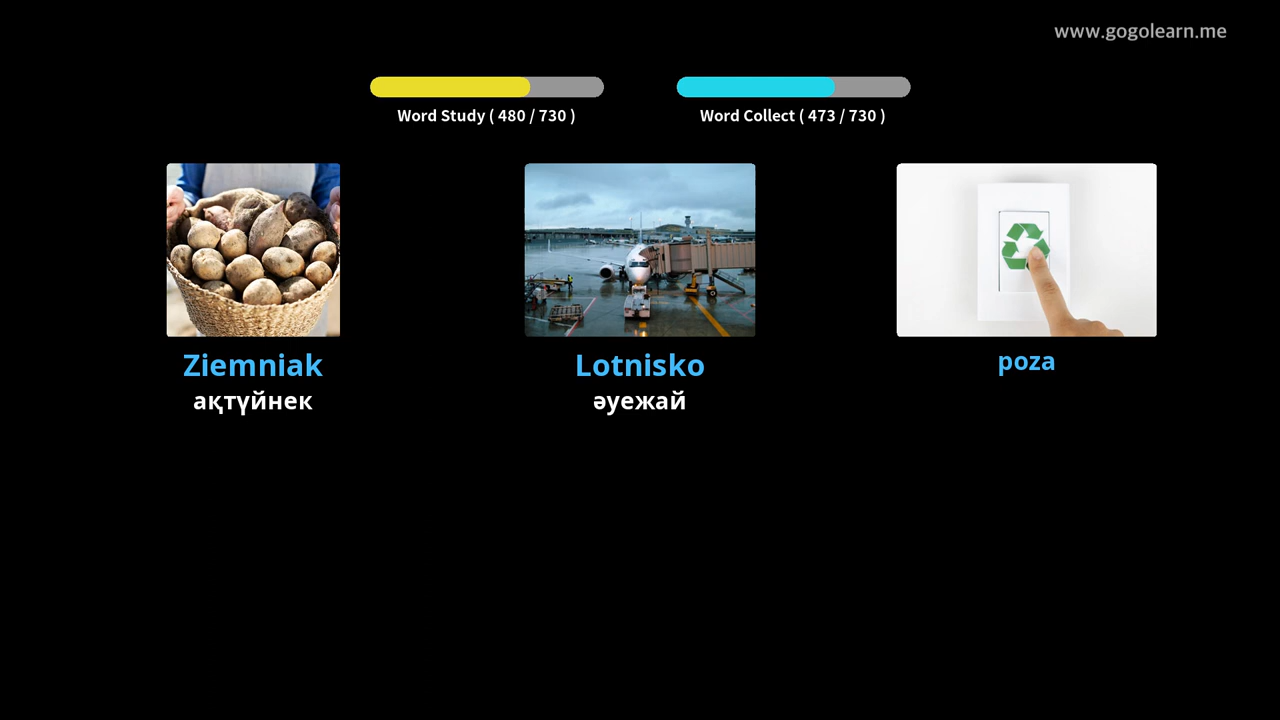 www.gogolearn.me
Word Study ( 480 / 730 )
Word Collect ( 473 / 730 )
Ziemniak
Lotnisko
poza
ақтүйнек
әуежай